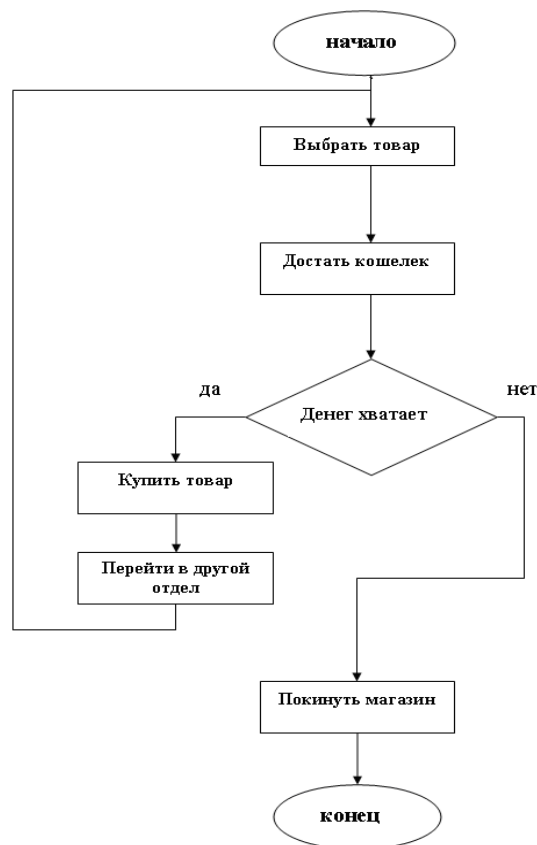 начало
Выбрать товар
Достать кошелек
да
нет
Денег хватает
Купить товар
Перейти в другой
отдел
Покинуть магазин
конец